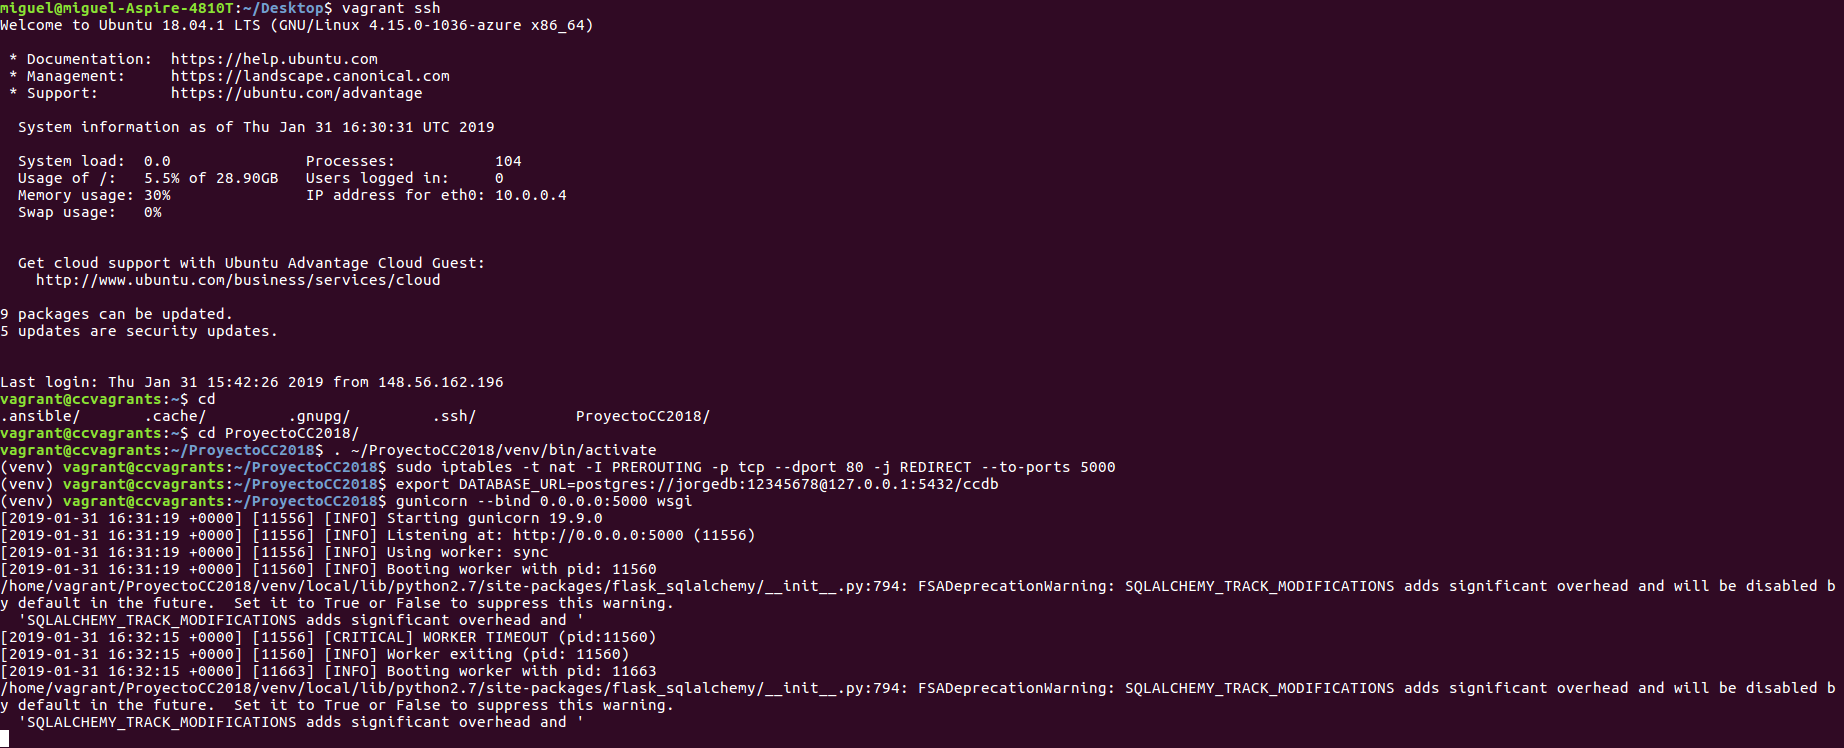 miguel@miguel-Aspire-4810T:~/Desktop$ vagrant ssh
Welcome to Ubuntu 18.04.1 LTS (GNU/Linux 4.15.0-1036-azure x86_64)
* Documentation:  https://help.ubuntu.com
* Management:     https://landscape.canonical.com
* Support:        https://ubuntu.com/advantage
System information as of Thu Jan 31 16:30:31 UTC 2019
System load:  0.0               Processes:           104
Usage of /:   5.5% of 28.90GB   Users logged in:     0
Memory usage: 30%               IP address for eth0: 10.0.0.4
Swap usage:   0%
Get cloud support with Ubuntu Advantage Cloud Guest:
http://www.ubuntu.com/business/services/cloud
9 packages can be updated.
5 updates are security updates.
Last login: Thu Jan 31 15:42:26 2019 from 148.56.162.196
vagrant@ccvagrants:~$ cd
.ansible/       .cache/         .gnupg/         .ssh/           ProyectoCC2018/
vagrant@ccvagrants:~$ cd ProyectoCC2018/
vagrant@ccvagrants:~/ProyectoCC2018$ . ~/ProyectoCC2018/venv/bin/activate
(venv) vagrant@ccvagrants:~/ProyectoCC2018$ sudo iptables -t nat -I PREROUTING -p tcp --dport 80 -j REDIRECT --to-ports 5000
(venv) vagrant@ccvagrants:~/ProyectoCC2018$ export DATABASE_URL=postgres://jorgedb:12345678@127.0.0.1:5432/ccdb
(venv) vagrant@ccvagrants:~/ProyectoCC2018$ gunicorn --bind 0.0.0.0:5000 wsgi
[2019-01-31 16:31:19 +0000] [11556] [INFO] Starting gunicorn 19.9.0
[2019-01-31 16:31:19 +0000] [11556] [INFO] Listening at: http://0.0.0.0:5000 (11556)
[2019-01-31 16:31:19 +0000] [11556] [INFO] Using worker: sync
[2019-01-31 16:31:19 +0000] [11560] [INFO] Booting worker with pid: 11560
/home/vagrant/ProyectoCC2018/venv/local/lib/python2.7/site-packages/flask_sqlalchemy/__init__.py:794: FSADeprecationWarning: SQLALCHEMY_TRACK_MODIFICATIONS adds significant overhead and will be disabled b
y default in the future.  Set it to True or False to suppress this warning.
'SQLALCHEMY_TRACK_MODIFICATIONS adds significant overhead and '
[2019-01-31 16:32:15 +0000] [11556] [CRITICAL] WORKER TIMEOUT (pid:11560)
[2019-01-31 16:32:15 +0000] [11560] [INFO] Worker exiting (pid: 11560)
[2019-01-31 16:32:15 +0000] [11663] [INFO] Booting worker with pid: 11663
/home/vagrant/ProyectoCC2018/venv/local/lib/python2.7/site-packages/flask_sqlalchemy/__init__.py:794: FSADeprecationWarning: SQLALCHEMY_TRACK_MODIFICATIONS adds significant overhead and will be disabled b
y default in the future.  Set it to True or False to suppress this warning.
'SQLALCHEMY_TRACK_MODIFICATIONS adds significant overhead and '